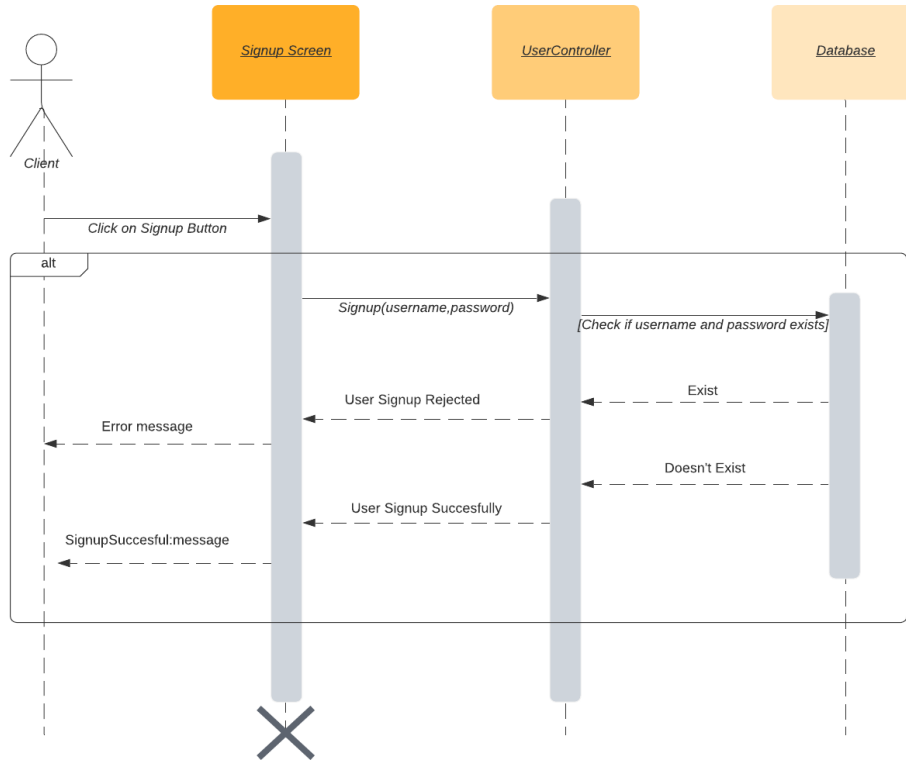 Signup Screen
UserController
Database
Client
Click on Signup Button
alt
Signup(username,password)
[Check if username and password exists]
Exist
User Signup Rejected
Error message
Doesn't Exist
User Signup Succesfully
SignupSuccesful:message